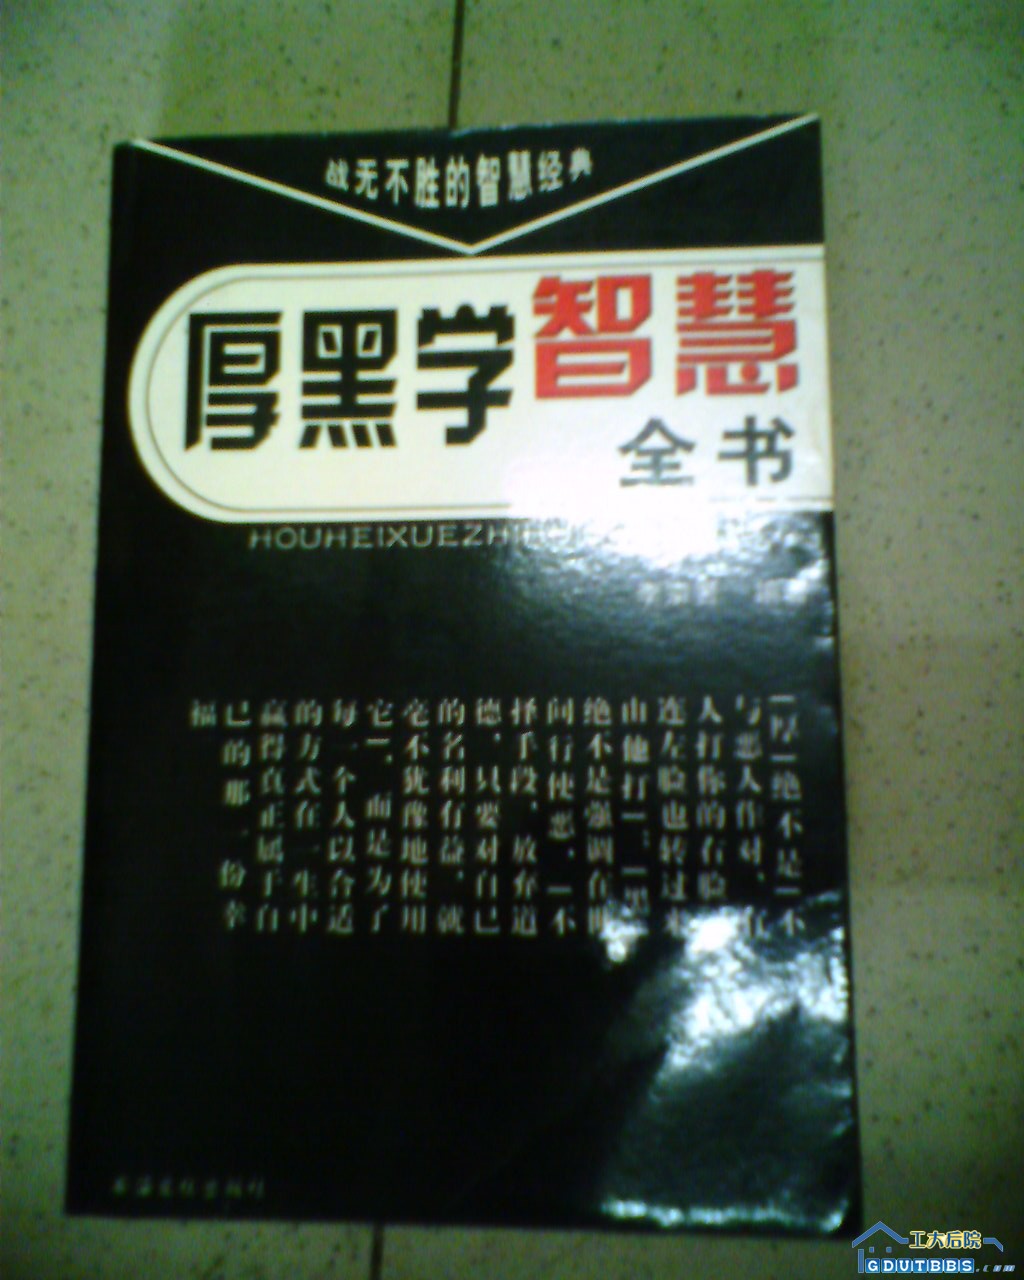 战无不胜的智慧经典
厚黑学智慧
全书
HOUHEIXUEZHI
「厚」绝不是「不
与恶人作对、有
人打你的右脸
连左脸也转过来
由他打」；「黑」
绝不是强调在
间行使恶、「不
择手段、放弃道
德、只要对自己
的名利有益、就
毫不犹豫地使用
它」，而是为了
每一个人以合适
的方式在一生中
赢得真正属于自
己的那一份幸
福
工大后院
GDUTBBS.com